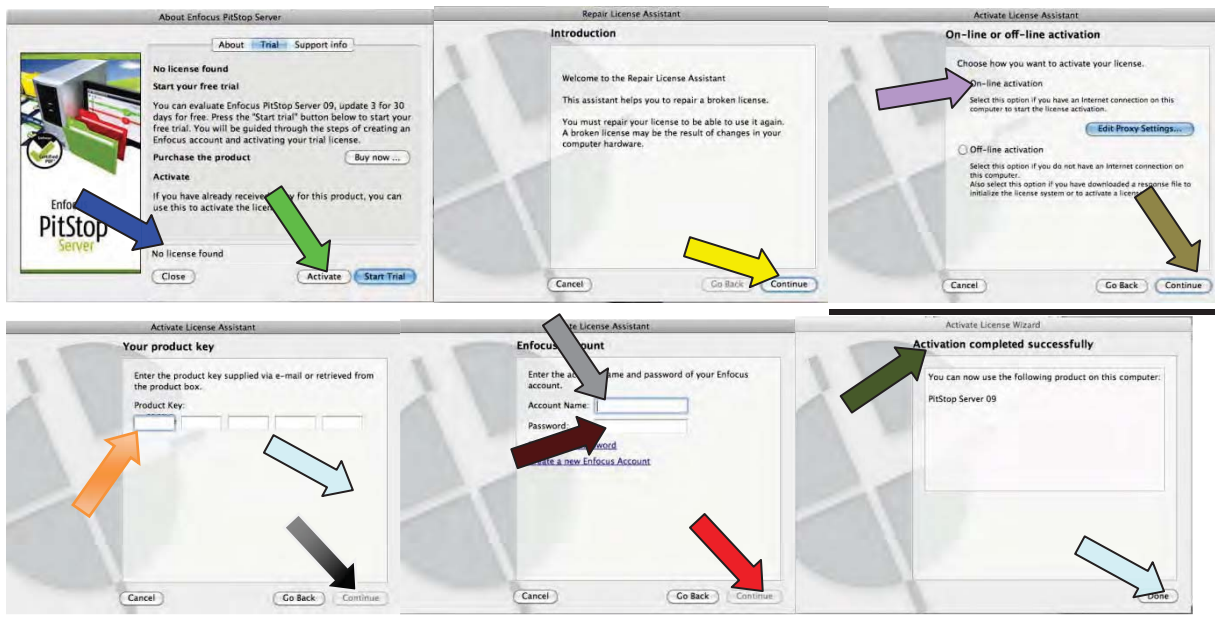 About Enfocus PitStop Server
About Trial Support info
No license found
Start your free trial
You can evaluate Enfocus PitStop Server 09, update 3 for 30
days for free. Press the "Start trial" button below to start your
free trial. You will be guided through the steps of creating an
Enfocus account and activating your trial license.
Purchase the product
Buy now ...
Activate
If you have already received for this product, you can
use this to activate the
No license found
Close Activate Start Trial
Certified
PDF
PitStop
Server
Repair License Assistant
Introduction
Welcome to the Repair License Assistant
This assistant helps you to repair a broken license.
You must repair your license to be able to use it again.
A broken license may be the result of changes in your
computer hardware.
Cancel Go Back Continue
Activate License Assistant
On-line or off-line activation
Choose how you want to activate your license.
On-line activation
Select this option if you have an Internet connection on this
computer to start the license activation.
Edit Proxy Settings...
Off-line activation
Select this option if you do not have an Internet connection on
this computer.
Also select this option if you have downloaded a response file to
initialize the license system or to activate a
Cancel Go Back Continue
Activate License Assistant
Your product key
Enter the product key supplied via e-mail or retrieved from
the product box.
Product Key:
Cancel Go Back Continue
License Assistant
Enfocus
Enter the and password of your Enfocus
account.
Account Name:
Password:
a new Enfocus Account
Cancel Go Back Continue
Activate License Wizard
Activation completed successfully
You can now use the following product on this computer:
PitStop Server 09
Done